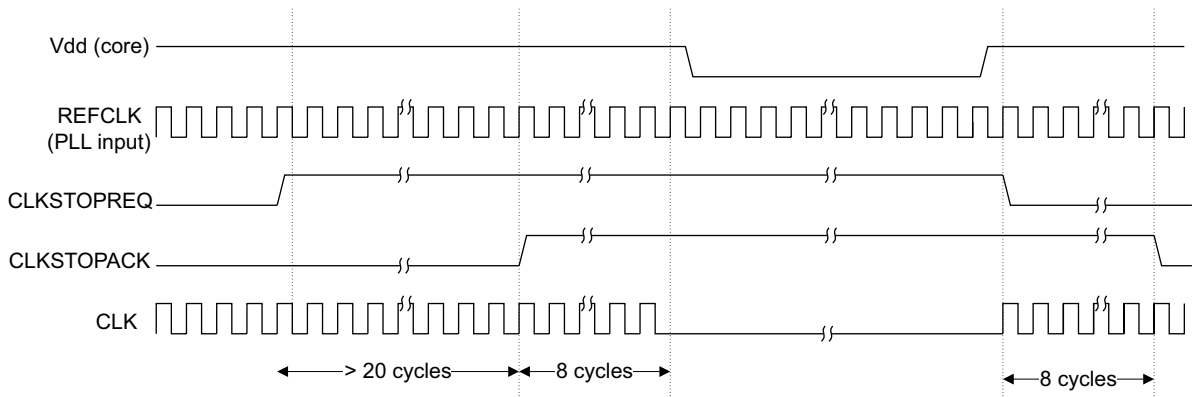 Vdd (core)
REFCLK
(PLL input)
CLKSTOPREQ
CLKSTOPACK
CLK
> 20 cycles
8 cycles
8 cycles